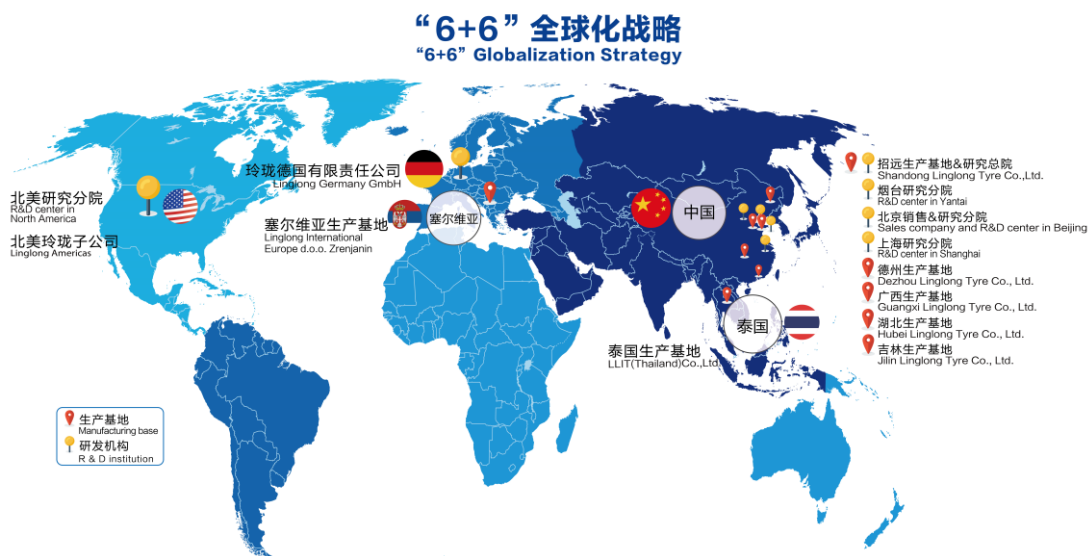 “6+6”全球化战略
“6+6” Globalization Strategy
玲珑德国有限责任公司
Linglong Germany GmbH
北美研究分院
R&D center in
North America
北美玲珑子公司
Linglong Americas
塞尔维亚生产基地
Linglong International
Europe d.o.o. Zrenjanin
塞尔维亚
中国
泰国
泰国生产基地
LLIT(Thailand)Co.,Ltd.
招远生产基地&研究总院
Shandong Linglong Tyre Co.,Ltd.
烟台研究分院
R&D center in Yantai
北京销售&研究分院
Sales company and R&D center in Beijing
上海研究分院
R&D center in Shanghai
德州生产基地
Dezhou Linglong Tyre Co., Ltd.
广西生产基地
Guangxi Linglong Tyre Co., Ltd.
湖北生产基地
Hubei Linglong Tyre Co., Ltd.
吉林生产基地
Jilin Linglong Tyre Co., Ltd.
生产基地
Manufacturing base
研发机构
R & D institution